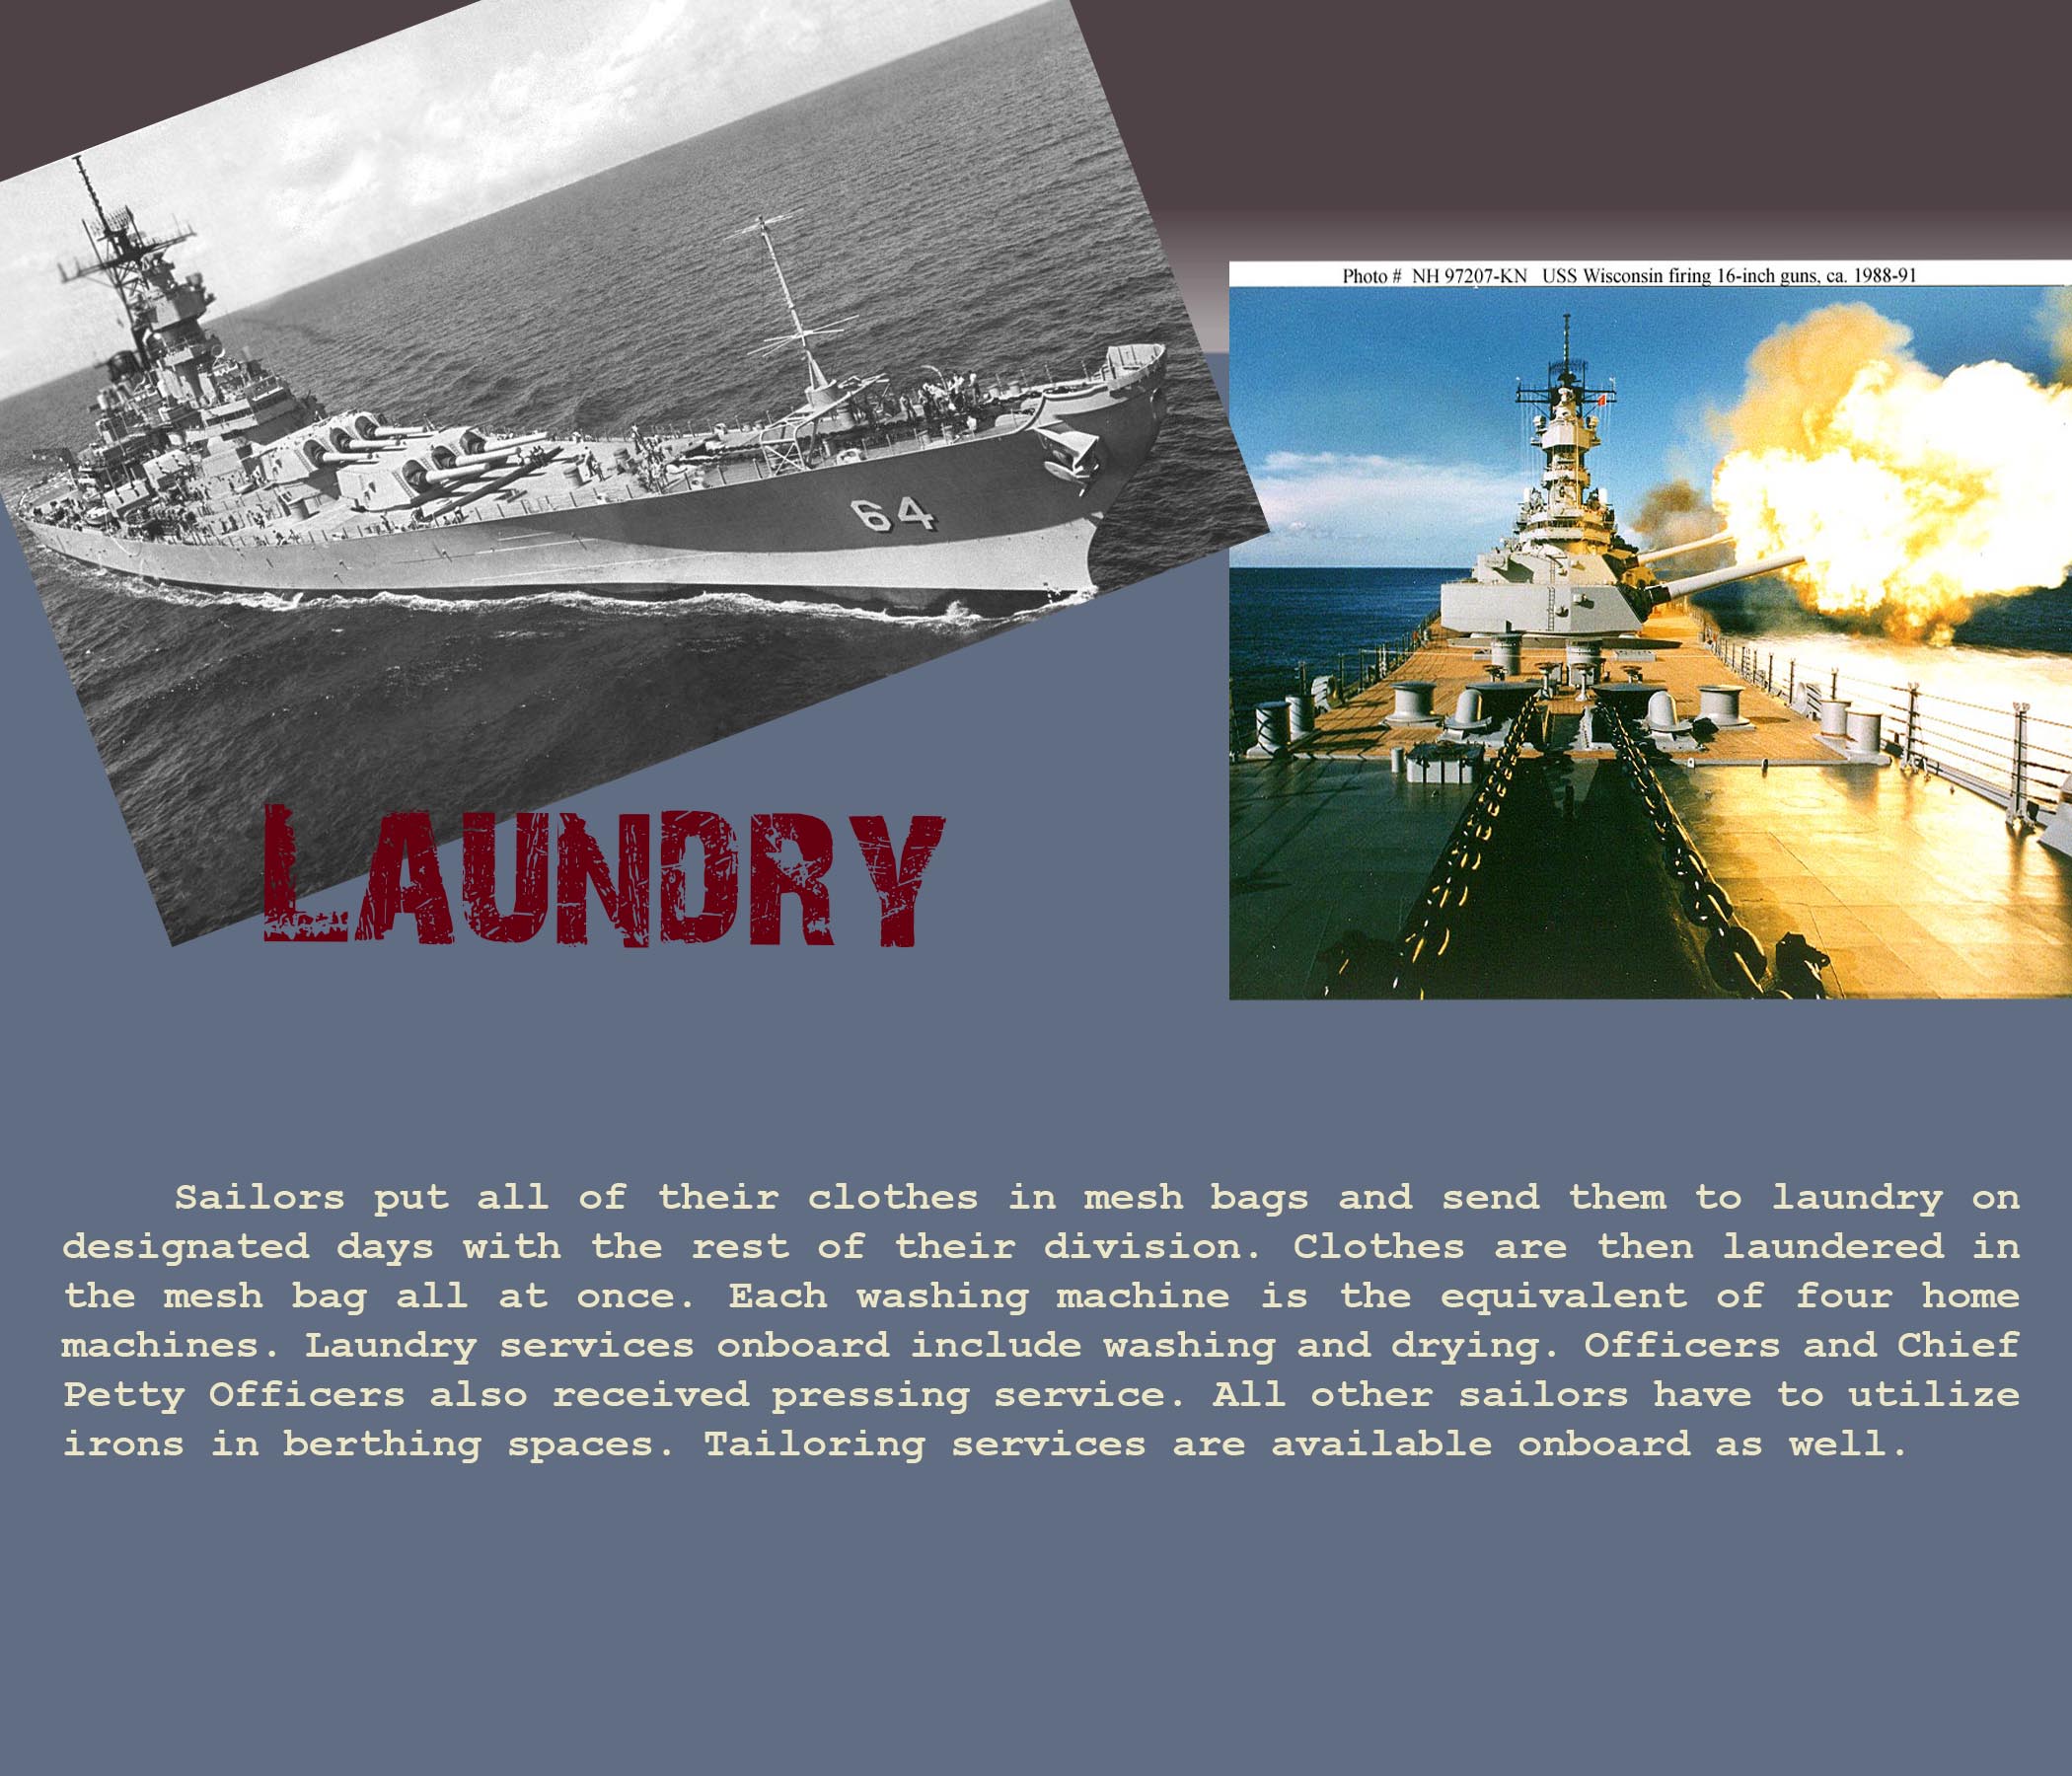 64
Photo # NH 97207-KN USS Wisconsin firing 16-inch guns, ca. 1988-91
LAUNDRY
Sailors put all of their clothes in mesh bags and send them to laundry on
designated days with the rest of their division. Clothes are then laundered in
the mesh bag all at once. Each washing machine is the equivalent of four home
machines. Laundry services onboard include washing and drying. Officers and Chief
Petty Officers also received pressing service. All other sailors have to utilize
irons in berthing spaces. Tailoring services are available onboard as well.